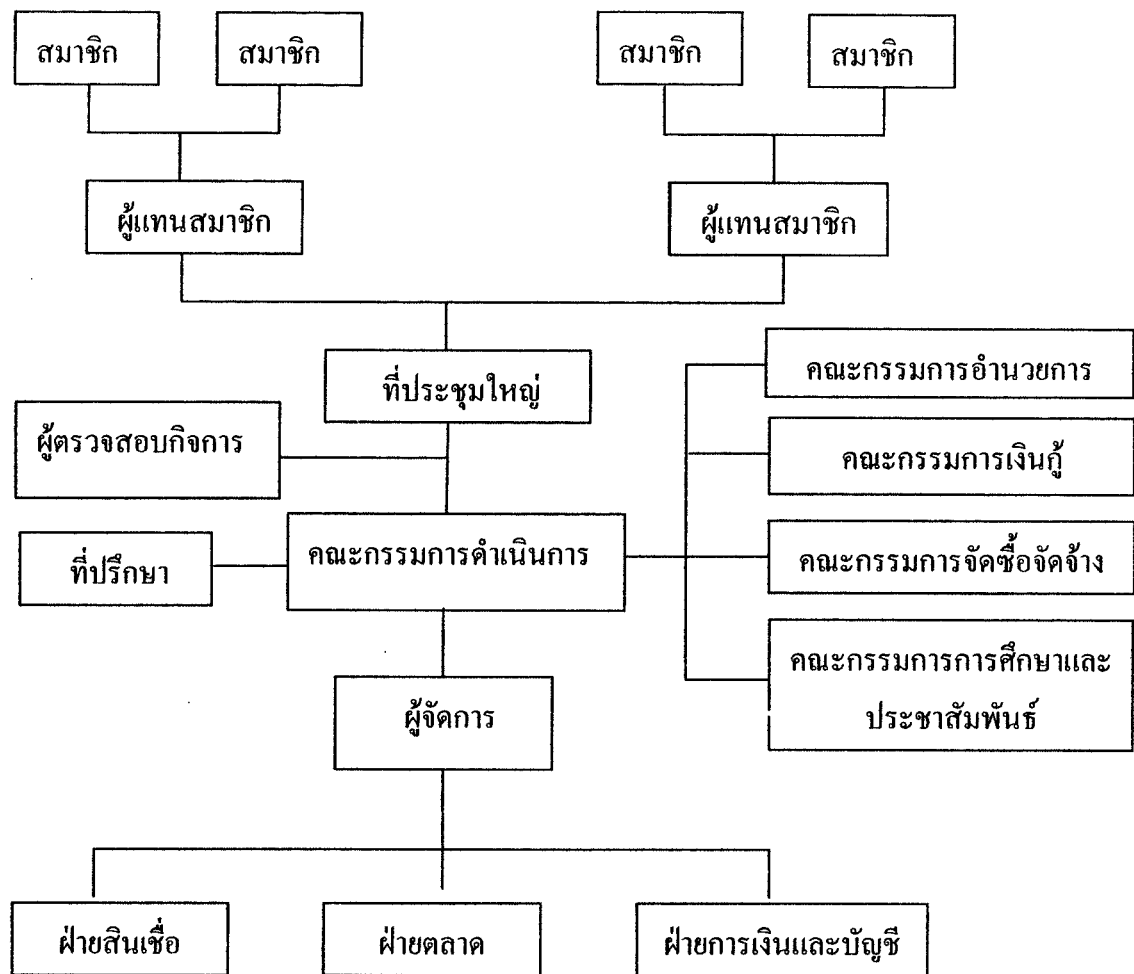 สมาชิก
สมาชิก
สมาชิก
สมาชิก
ผู้แทนสมาชิก
ผู้แทนสมาชิก
ที่ประชุมใหญ่
คณะกรรมการอำนวยการ
ผู้ตรวจสอบกิจการ
คณะกรรมการเงินกู้
คณะกรรมการดำเนินการ
ที่ปรึกษา
คณะกรรมการจัดซื้อจัดจ้าง
คณะกรรมการการศึกษาและ
ประชาสัมพันธ์
ผู้จัดการ
ฝ่ายสินเชื่อ
ฝ่ายตลาด
ฝ่ายการเงินและบัญชี